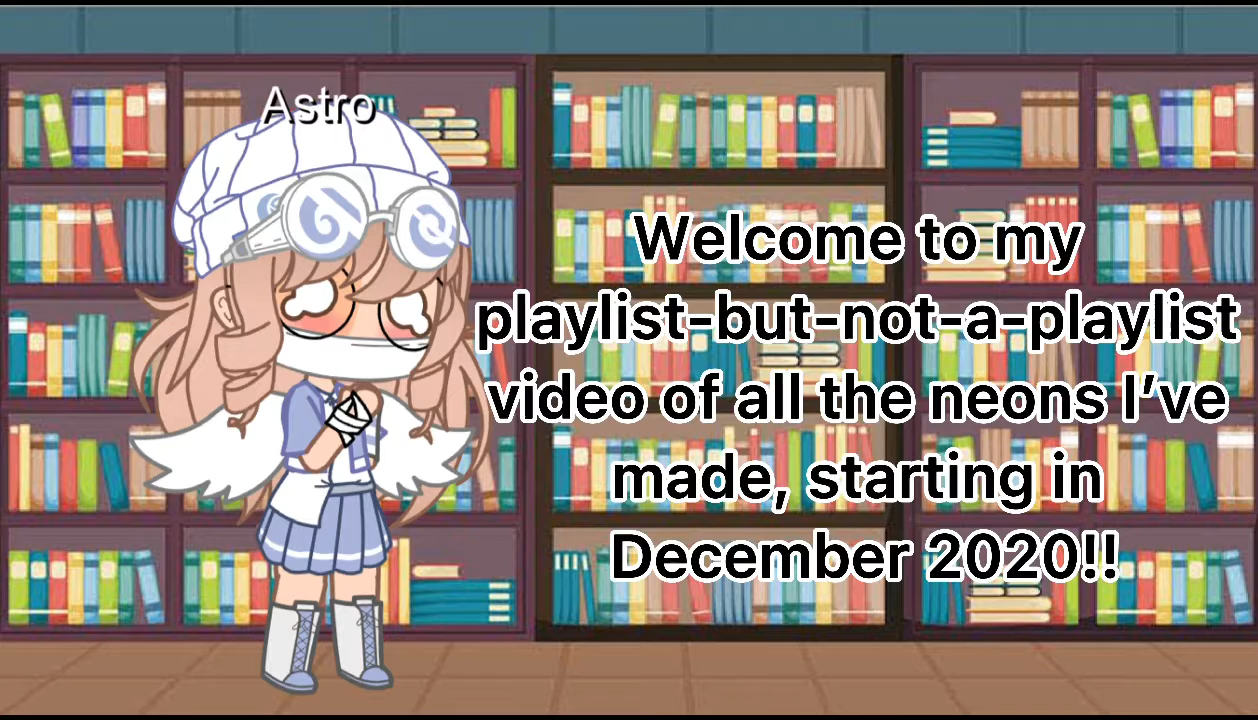 Astro
Welcome to my
playlist-but-not-a-playlist
video of all the neons I’ve
made, starting in
December 2020!!